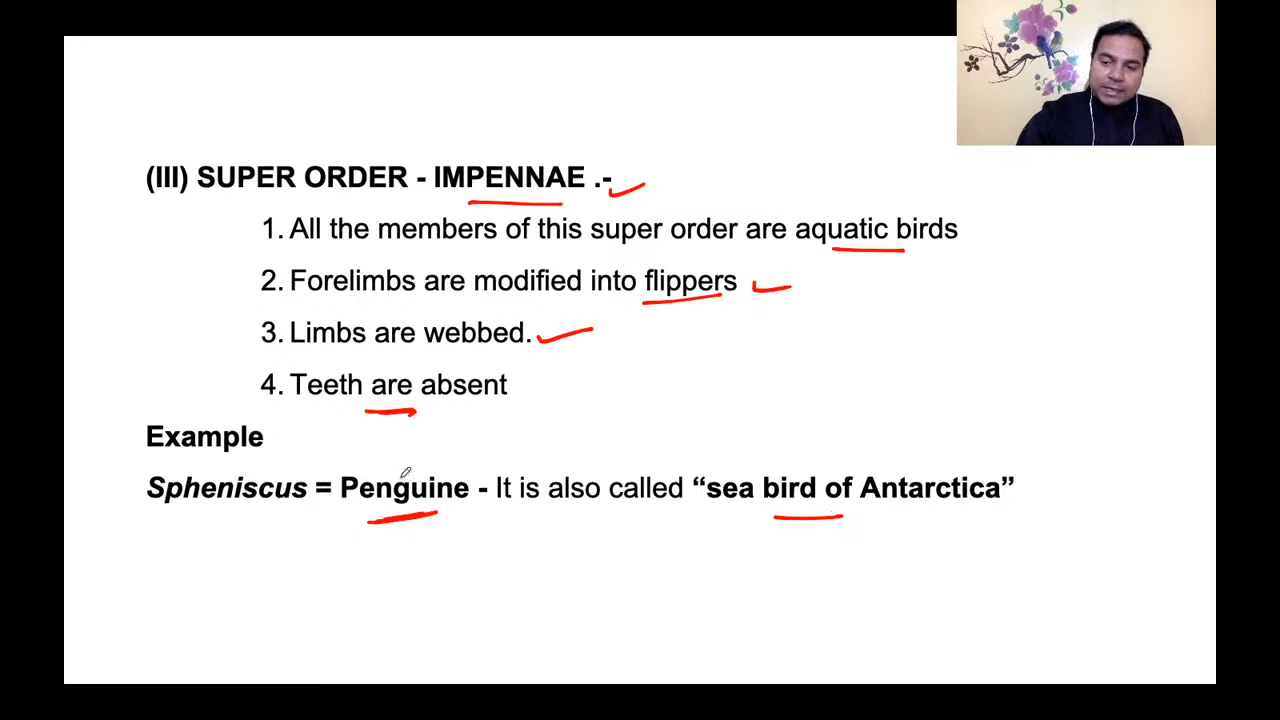 (III) SUPER ORDER - IMPENNAE .-
1. All the members of this super order are aquatic birds
2. Forelimbs are modified into flippers
3. Limbs are webbed.
4. Teeth are absent
Example
Spheniscus = Penguine - It is also called “sea bird of Antarctica”